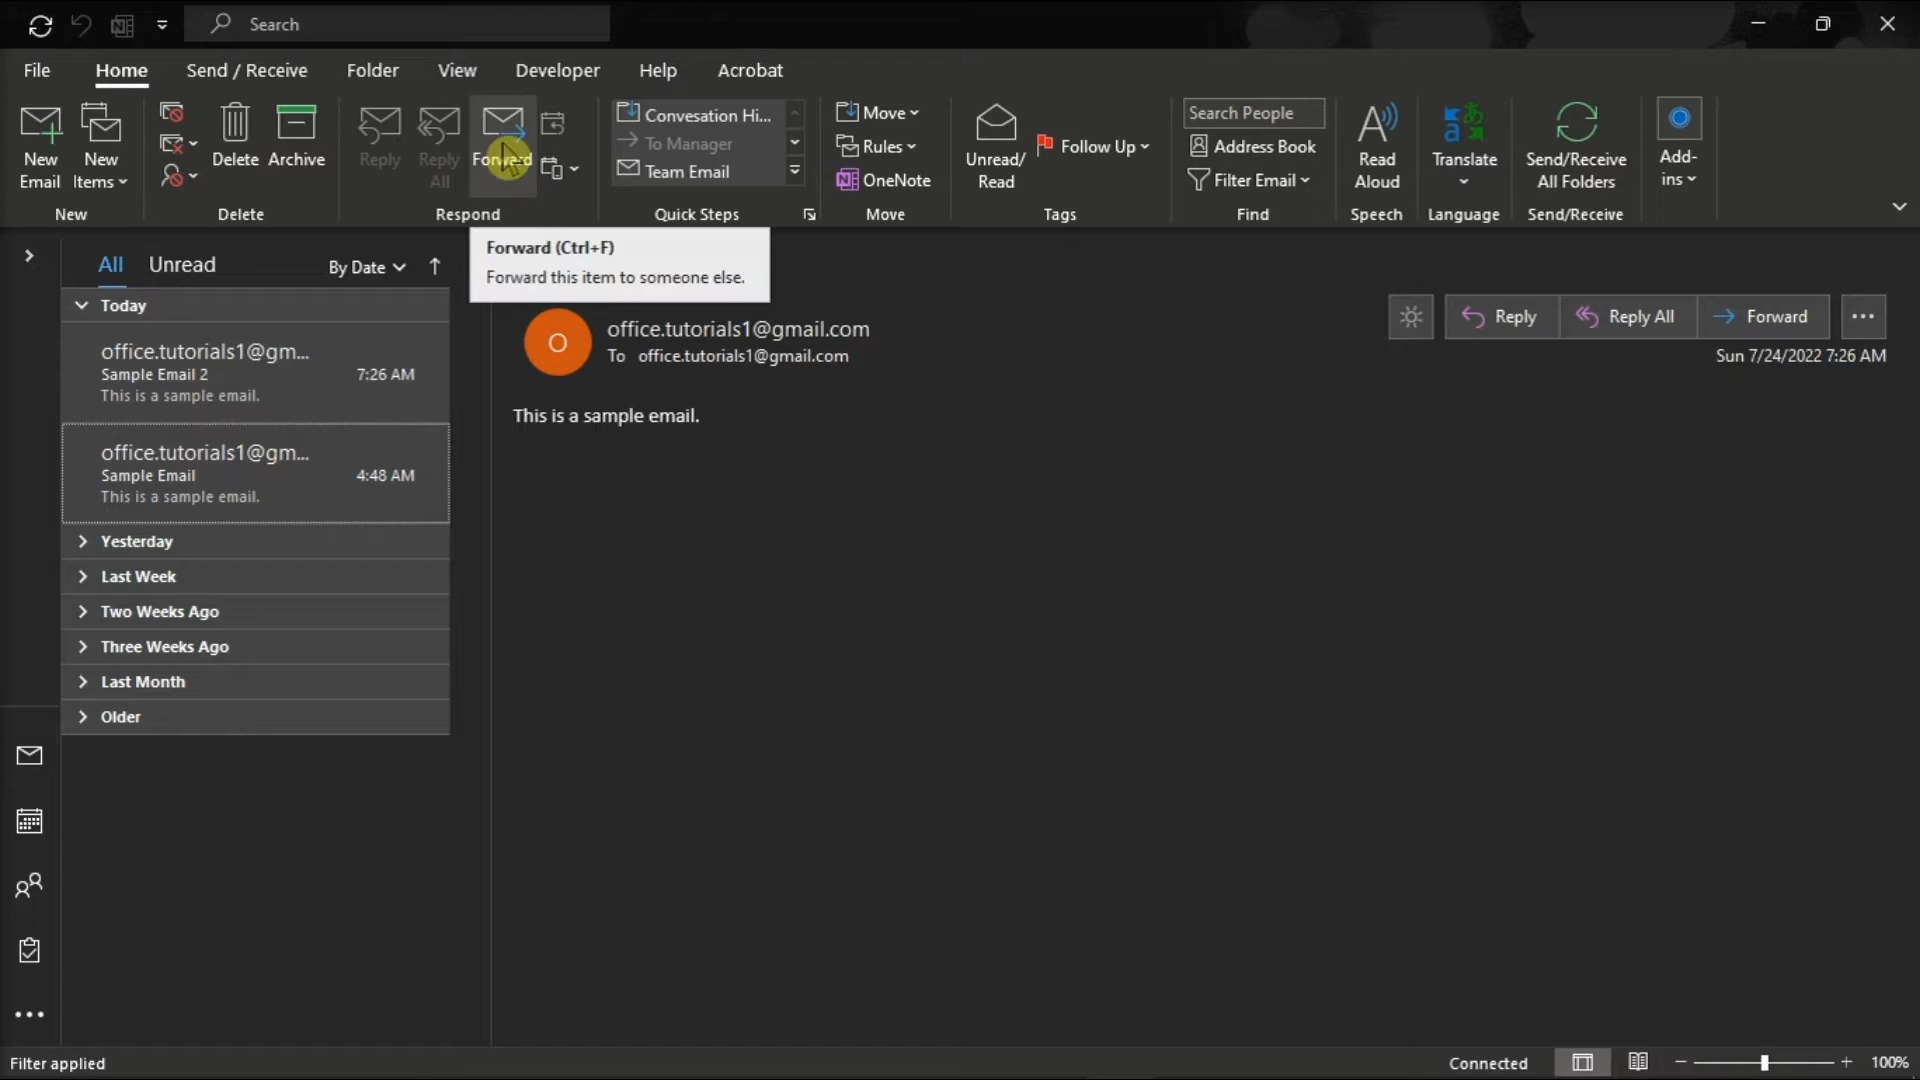 Search
File
Home
Send / Receive
Folder
View
Developer
Help
Acrobat
New
Email
New
Items
New
Delete
Archive
Delete
Reply
Reply
All
Forward
Respond
Convesation Hi...
To Manager
Team Email
Quick Steps
Move
Rules
OneNote
Move
Unread/
Read
Follow Up
Tags
Search People
Address Book
Filter Email
Find
Read
Aloud
Speech
Translate
Language
Send/Receive
All Folders
Send/Receive
Add-
ins
Forward (Ctrl+F)
Forward this item to someone else.
All
Unread
By Date
Today
office.tutorials1@gm...
Sample Email 2
7:26 AM
This is a sample email.
office.tutorials1@gm...
Sample Email
4:48 AM
This is a sample email.
Yesterday
Last Week
Two Weeks Ago
Three Weeks Ago
Last Month
Older
O
office.tutorials1@gmail.com
To office.tutorials1@gmail.com
Reply
Reply All
Forward
Sun 7/24/2022 7:26 AM
This is a sample email.
Filter applied
Connected
100%